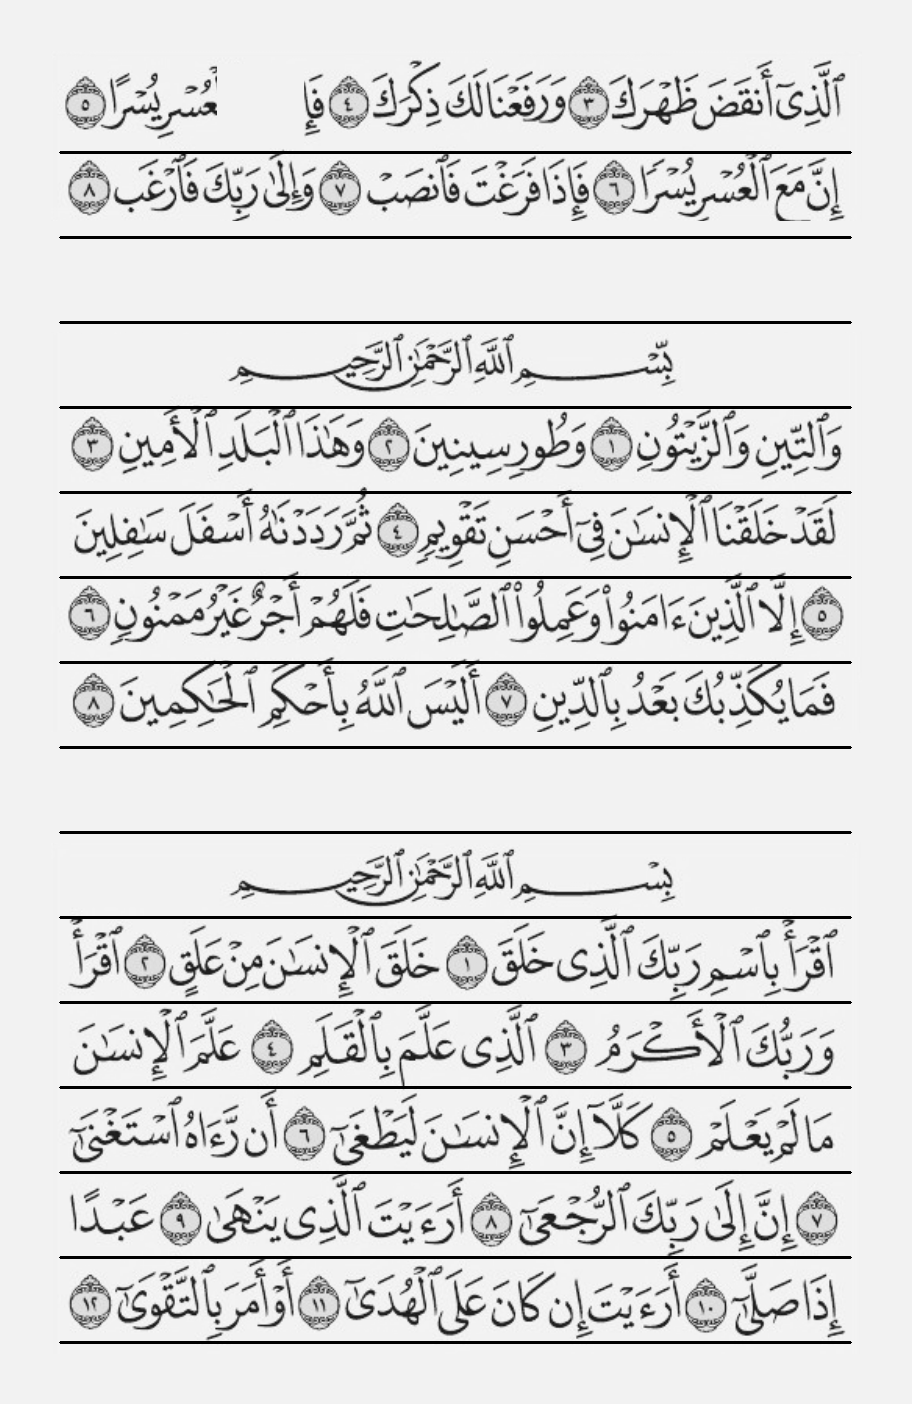 ٱلَّذِىٓ أَنقَضَ ظَهْرَكَ ٣ وَرَفَعْنَا لَكَ ذِكْرَكَ ٤ فَإِ لْعُسْرِ يُسْرًا ٥
إِنَّ مَعَ ٱلْعُسْرِ يُسْرًا ٦ فَإِذَا فَرَغْتَ فَٱنصَبْ ٧ وَإِلَىٰ رَبِّكَ فَٱرْغَب ٨
بِّسْمِ ٱللَّهِ ٱلرَّحْمَٰنِ ٱلرَّحِيمِ
وَٱلتِّينِ وَٱلزَّيْتُونِ ١ وَطُورِ سِينِينَ ٢ وَهَٰذَا ٱلْبَلَدِ ٱلْأَمِينِ ٣
لَقَدْ خَلَقْنَا ٱلْإِنسَٰنَ فِىٓ أَحْسَنِ تَقْوِيمٍ ٤ ثُمَّ رَدَدْنَٰهُ أَسْفَلَ سَٰفِلِينَ
٥ إِلَّا ٱلَّذِينَ ءَامَنُوا۟ وَعَمِلُوا۟ ٱلصَّٰلِحَٰتِ فَلَهُمْ أَجْرٌ غَيْرُ مَمْنُونٍ ٦
فَمَا يُكَذِّبُكَ بَعْدُ بِٱلدِّينِ ٧ أَلَيْسَ ٱللَّهُ بِأَحْكَمِ ٱلْحَٰكِمِينَ ٨
بِسْمِ ٱللَّهِ ٱلرَّحْمَٰنِ ٱلرَّحِيمِ
ٱقْرَأْ بِٱسْمِ رَبِّكَ ٱلَّذِى خَلَقَ ١ خَلَقَ ٱلْإِنسَٰنَ مِنْ عَلَقٍ ٢ ٱقْرَأْ
وَرَبُّكَ ٱلْأَكْرَمُ ٣ ٱلَّذِى عَلَّمَ بِٱلْقَلَمِ ٤ عَلَّمَ ٱلْإِنسَٰنَ
مَا لَمْ يَعْلَمْ ٥ كَلَّآ إِنَّ ٱلْإِنسَٰنَ لَيَطْغَىٰٓ ٦ أَن رَّءَاهُ ٱسْتَغْنَىٰٓ
٧ إِنَّ إِلَىٰ رَبِّكَ ٱلرُّجْعَىٰٓ ٨ أَرَءَيْتَ ٱلَّذِى يَنْهَىٰ ٩ عَبْدًا
إِذَا صَلَّىٰٓ ١٠ أَرَءَيْتَ إِن كَانَ عَلَى ٱلْهُدَىٰٓ ١١ أَوْ أَمَرَ بِٱلتَّقْوَىٰٓ ١٢